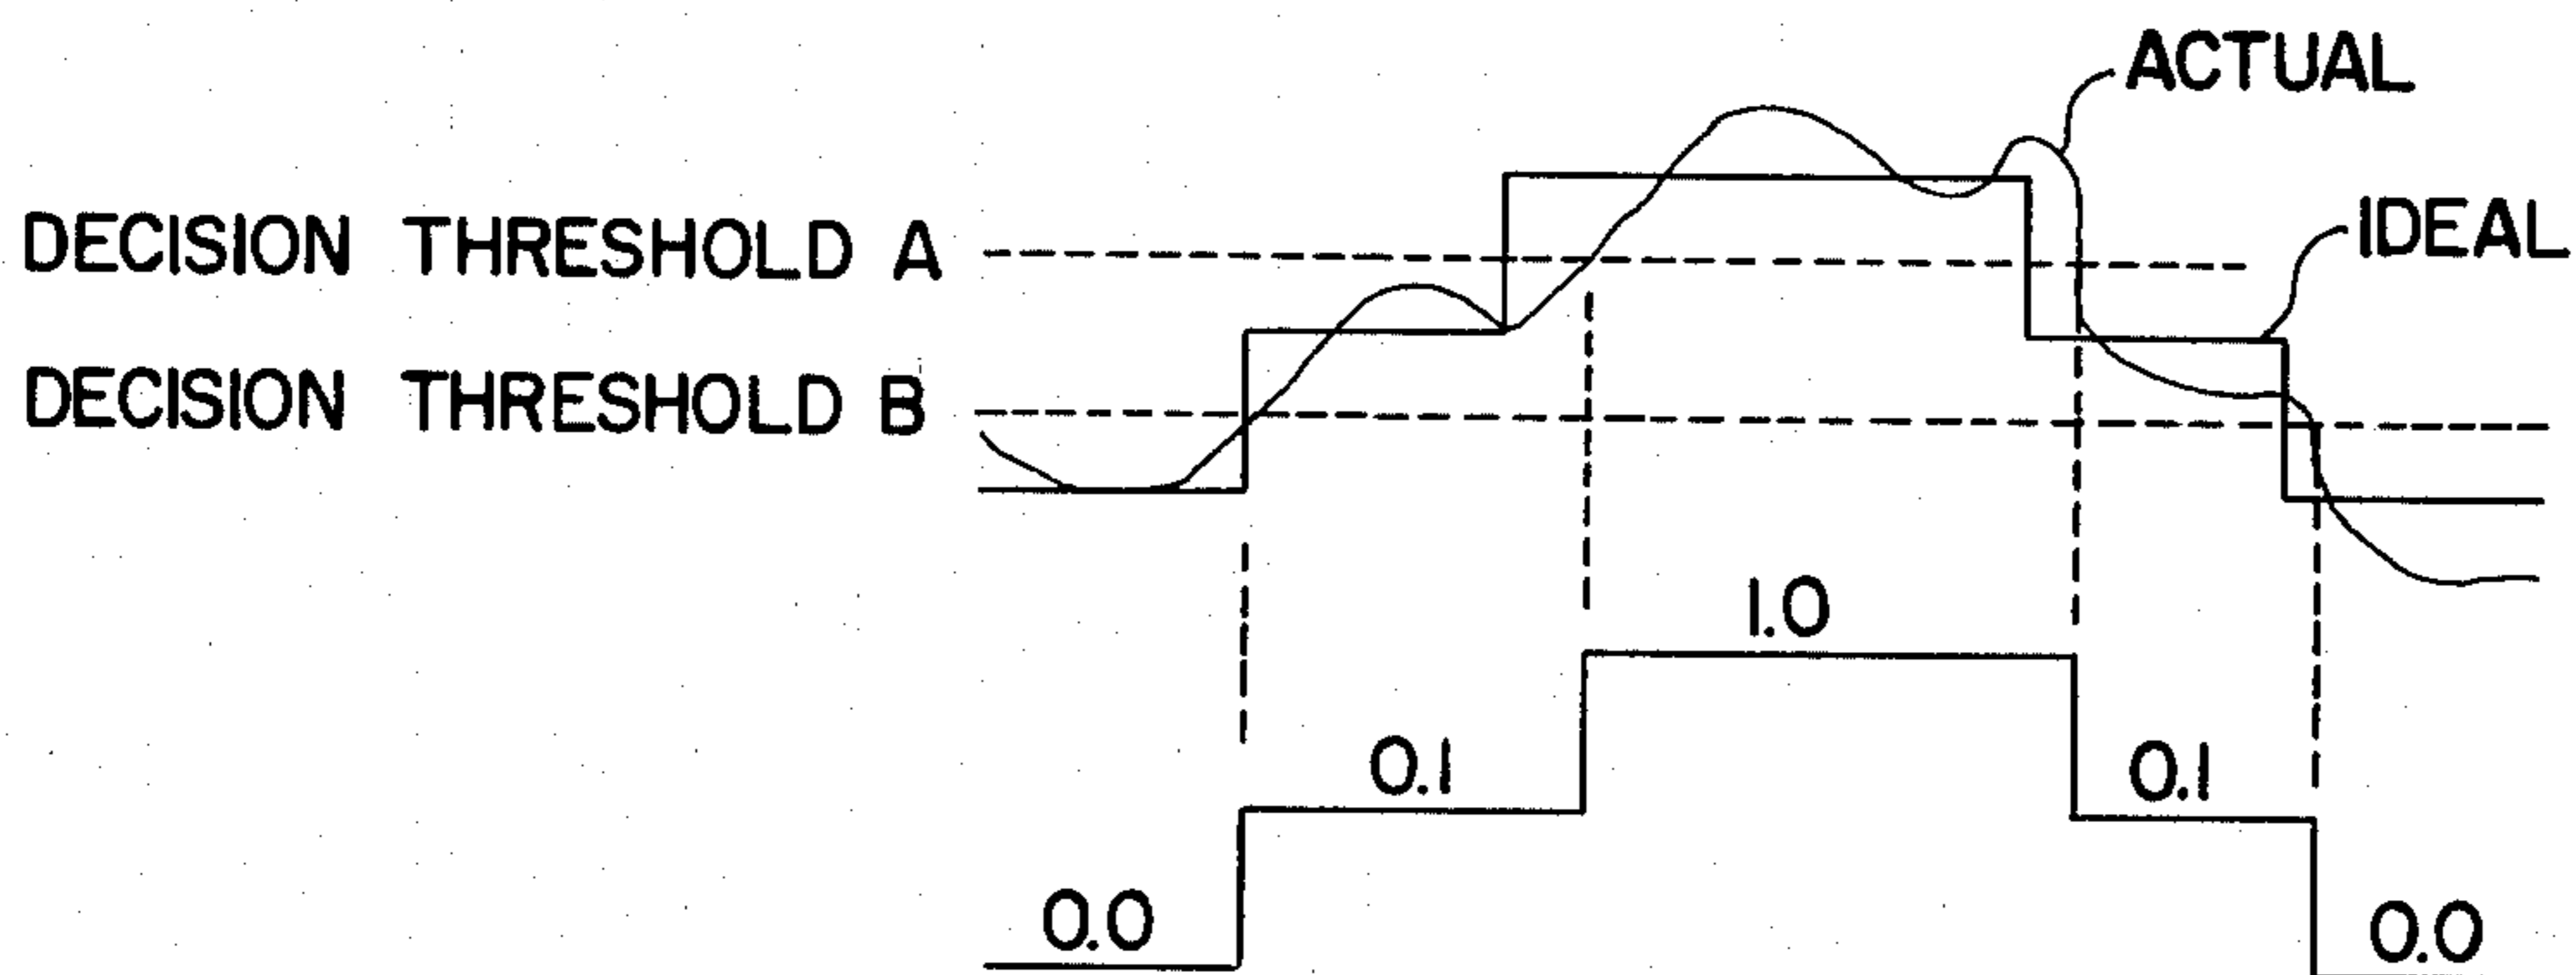 ACTUAL
DECISION THRESHOLD A
IDEAL
DECISION THRESHOLD B
1.0
0.1
0.1
0.0
0.0